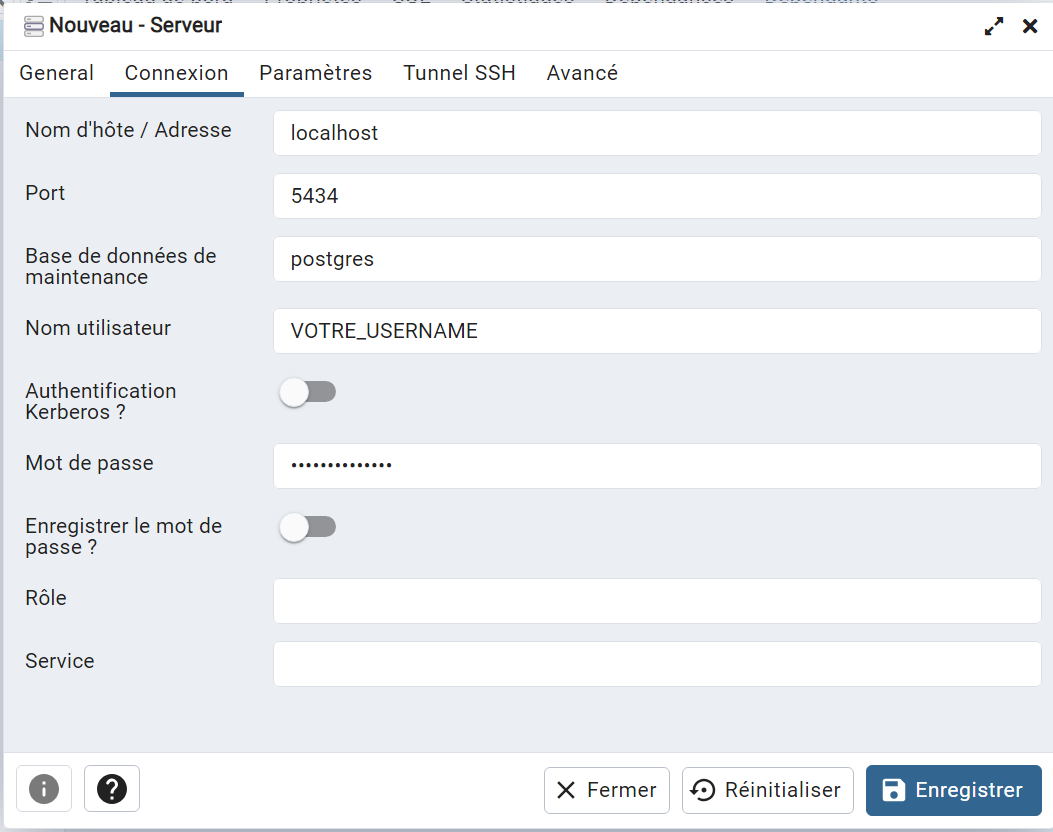 Nouveau - Serveur
General Connexion Paramètres Tunnel SSH Avancé
Nom d'hôte / Adresse localhost
Port 5434
Base de données de
maintenance
postgres
Nom utilisateur VOTRE_USERNAME
Authentification
Kerberos ?
Mot de passe ••••••••••••••
Enregistrer le mot de
passe ?
Rôle
Service
Fermer Réinitialiser Enregistrer